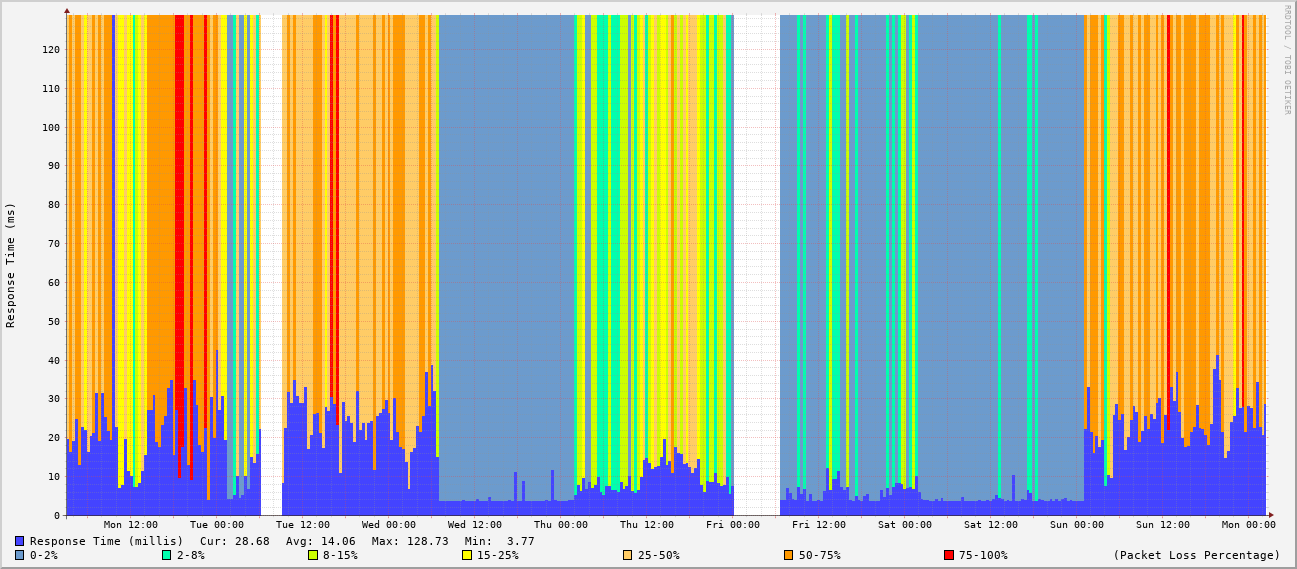 RRDTOOL / TOBI OETIKER
Response Time (ms)
120
110
100
90
80
70
60
50
40
30
20
10
0
Mon 12:00 Tue 00:00 Tue 12:00 Wed 00:00 Wed 12:00 Thu 00:00 Thu 12:00 Fri 00:00 Fri 12:00 Sat 00:00 Sat 12:00 Sun 00:00 Sun 12:00 Mon 00:00
Response Time (millis) Cur: 28.68 Avg: 14.06 Max: 128.73 Min: 3.77
0-2% 2-8% 8-15% 15-25% 25-50% 50-75% 75-100% (Packet Loss Percentage)